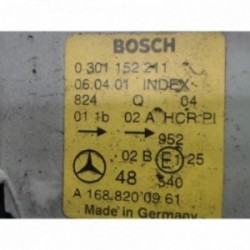 BOSCH
0 301 152 211
06.04 01 INDEX
824 Q 04
01 1b 02 A HCR PI
952
02 B E1 25
48 540
A 168 820 09 61
Made in Germany